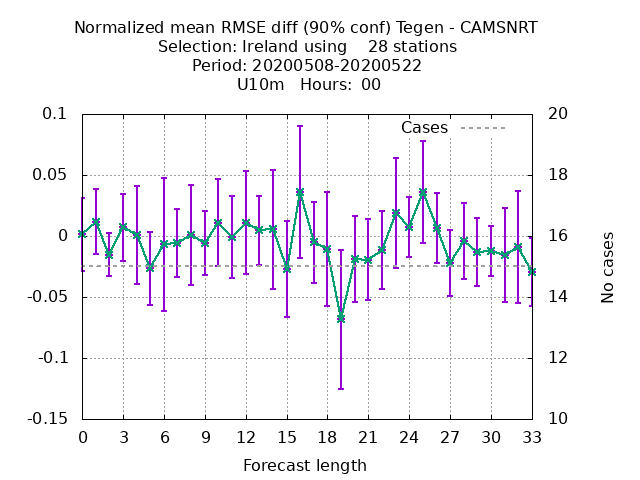 Normalized mean RMSE diff (90% conf) Tegen - CAMSNRT
Selection: Ireland using 28 stations
Period: 20200508-20200522
U10m Hours: 00
0.1
0.05
0
-0.05
-0.1
-0.15
20
18
16
14
12
10
Cases
No cases
0 3 6 9 12 15 18 21 24 27 30 33
Forecast length